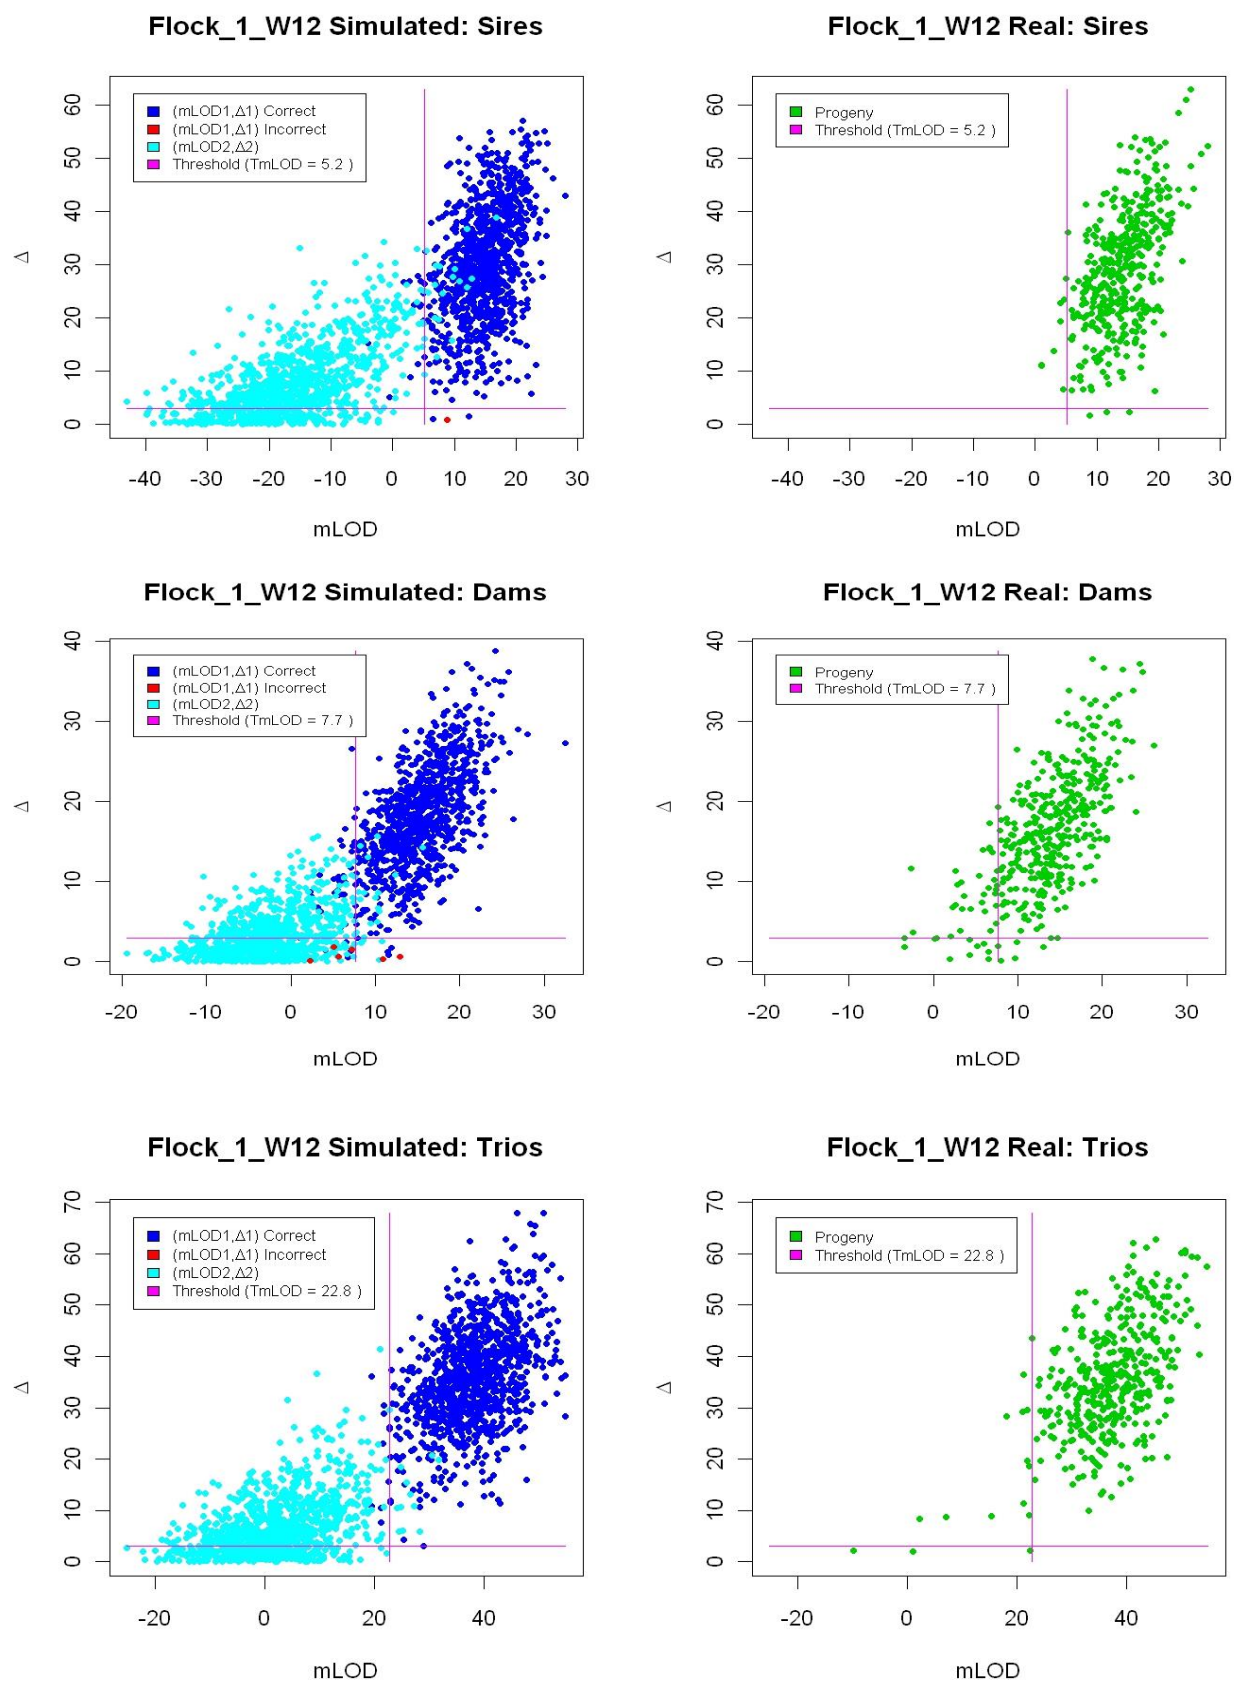 Flock_1_W12 Simulated: Sires
Flock_1_W12 Real: Sires
(mLOD1,Δ1) Correct
(mLOD1,Δ1) Incorrect
(mLOD2,Δ2)
Threshold (TmLOD = 5.2 )
Progeny
Threshold (TmLOD = 5.2 )
60
50
40
30
20
10
0
Δ
-40 -30 -20 -10 0 10 20 30
mLOD
60
50
40
30
20
10
0
Δ
-40 -30 -20 -10 0 10 20 30
mLOD
Flock_1_W12 Simulated: Dams
Flock_1_W12 Real: Dams
(mLOD1,Δ1) Correct
(mLOD1,Δ1) Incorrect
(mLOD2,Δ2)
Threshold (TmLOD = 7.7 )
Progeny
Threshold (TmLOD = 7.7 )
40
30
20
10
0
Δ
-20 -10 0 10 20 30
mLOD
40
30
20
10
0
Δ
-20 -10 0 10 20 30
mLOD
Flock_1_W12 Simulated: Trios
Flock_1_W12 Real: Trios
(mLOD1,Δ1) Correct
(mLOD1,Δ1) Incorrect
(mLOD2,Δ2)
Threshold (TmLOD = 22.8 )
Progeny
Threshold (TmLOD = 22.8 )
70
60
50
40
30
20
10
0
Δ
-20 0 20 40
mLOD
70
60
50
40
30
20
10
0
Δ
-20 0 20 40
mLOD